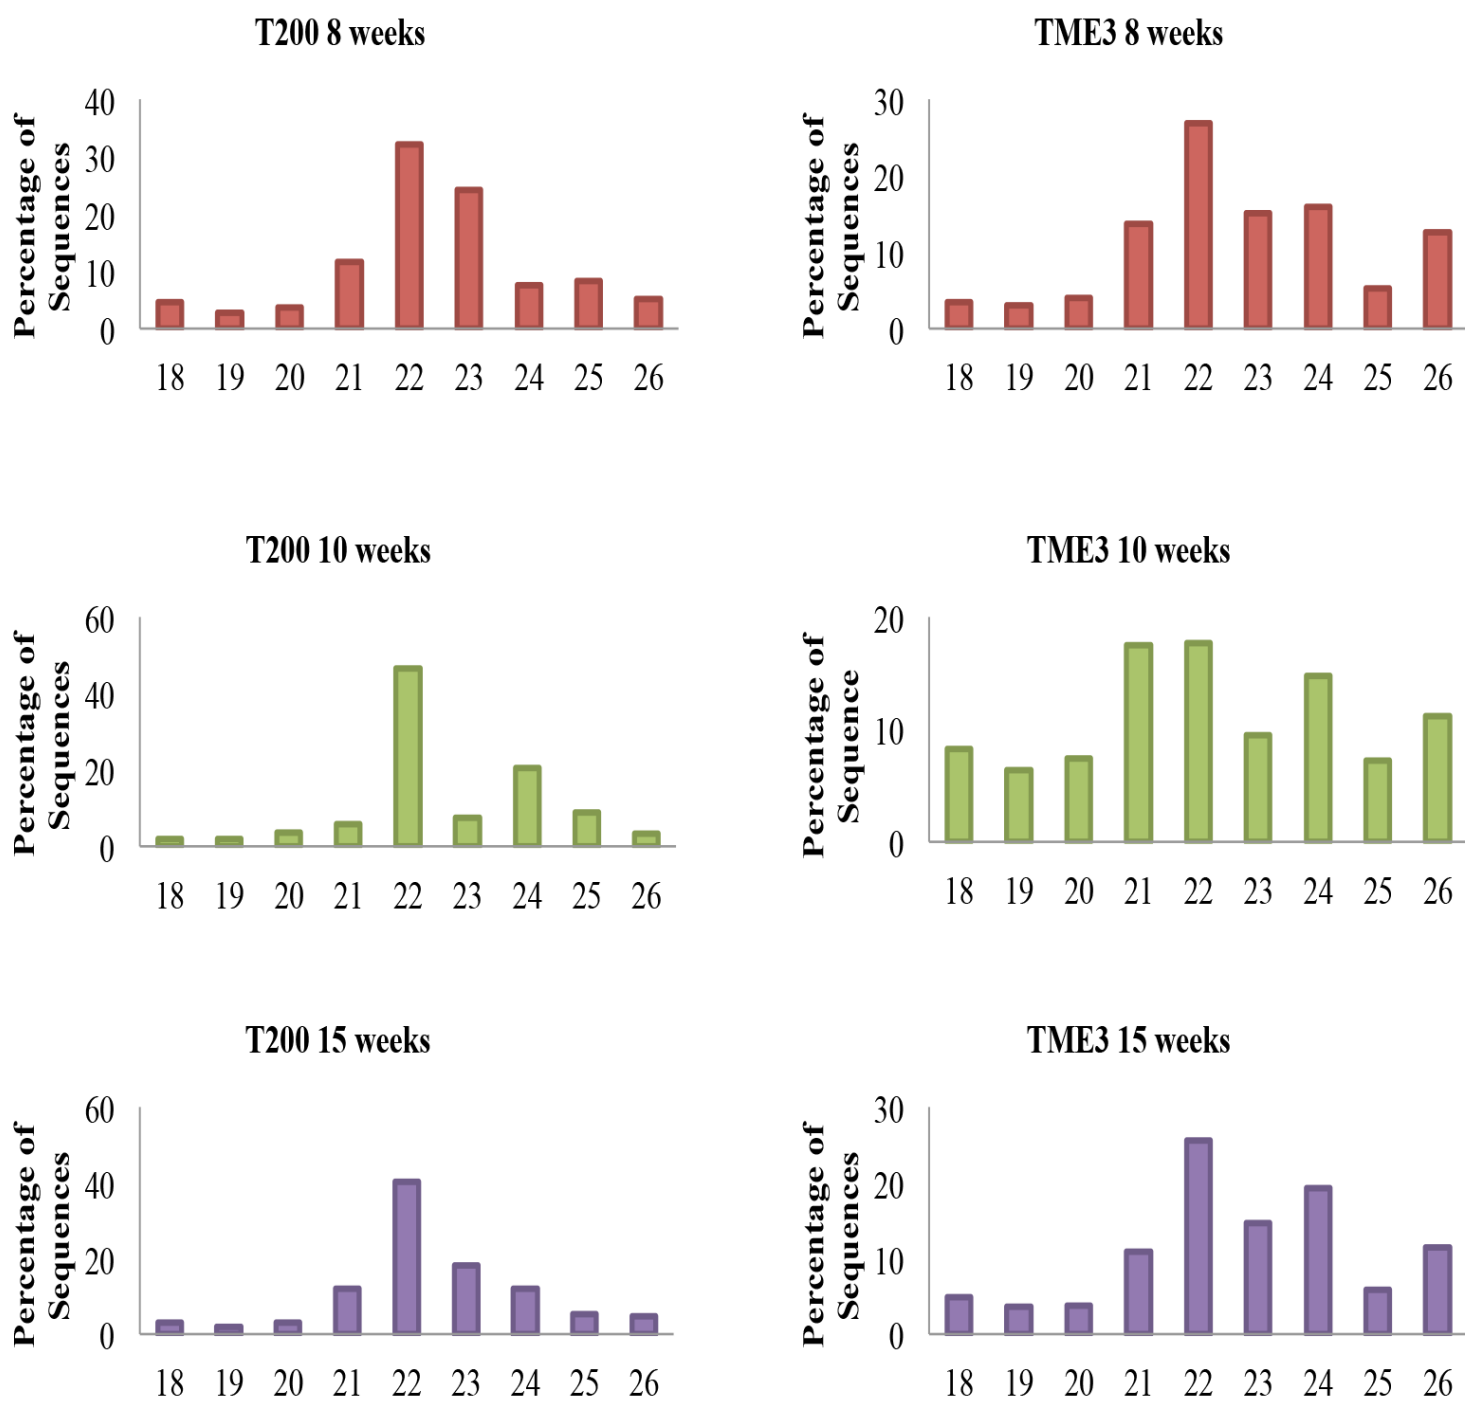 T200 8 weeks
Percentage of
Sequences
40
30
20
10
0
18 19 20 21 22 23 24 25 26
TME3 8 weeks
Percentage of
Sequences
30
20
10
0
18 19 20 21 22 23 24 25 26
T200 10 weeks
Percentage of
Sequences
60
40
20
0
18 19 20 21 22 23 24 25 26
TME3 10 weeks
Percentage of
Sequence
20
10
0
18 19 20 21 22 23 24 25 26
T200 15 weeks
Percentage of
Sequences
60
40
20
0
18 19 20 21 22 23 24 25 26
TME3 15 weeks
Percentage of
Sequences
30
20
10
0
18 19 20 21 22 23 24 25 26